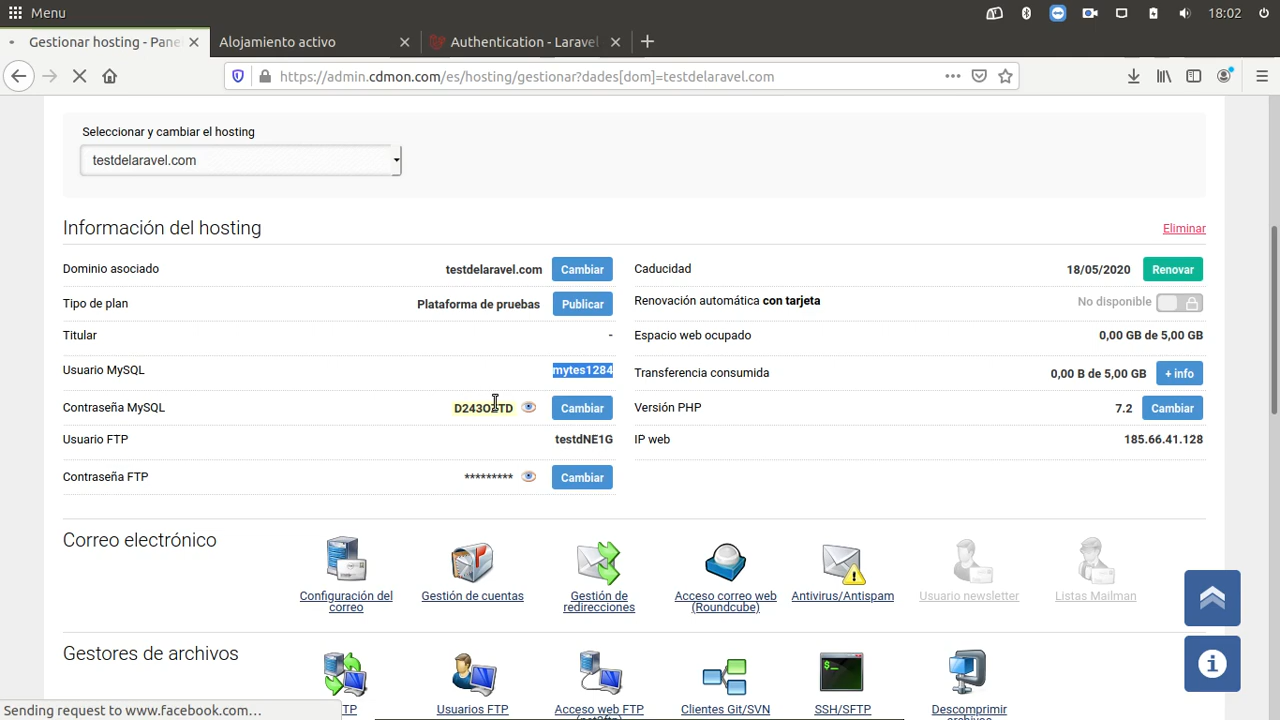 Menu
18:02
Gestionar hosting - Pane
Alojamiento activo
Authentication - Laravel
https://admin.cdmon.com/es/hosting/gestionar?dades[dom]=testdelaravel.com
Seleccionar y cambiar el hosting
testdelaravel.com
Información del hosting
Eliminar
Dominio asociado testdelaravel.com Cambiar
Caducidad 18/05/2020 Renovar
Tipo de plan Plataforma de pruebas Publicar
Renovación automática con tarjeta No disponible
Titular -
Espacio web ocupado 0,00 GB de 5,00 GB
Usuario MySQL mytes1284
Transferencia consumida 0,00 B de 5,00 GB + info
Contraseña MySQL Cambiar
Versión PHP 7.2 Cambiar
Usuario FTP testdNE1G
IP web 185.66.41.128
Contraseña FTP ********* Cambiar
Correo electrónico
Configuración del correo
Gestión de cuentas
Gestión de redirecciones
Acceso correo web (Roundcube)
Antivirus/Antispam
Usuario newsletter
Listas Mailman
Gestores de archivos
Usuarios FTP
Acceso web FTP
Clientes Git/SVN
SSH/SFTP
Descomprimir
Sending request to www.facebook.com…